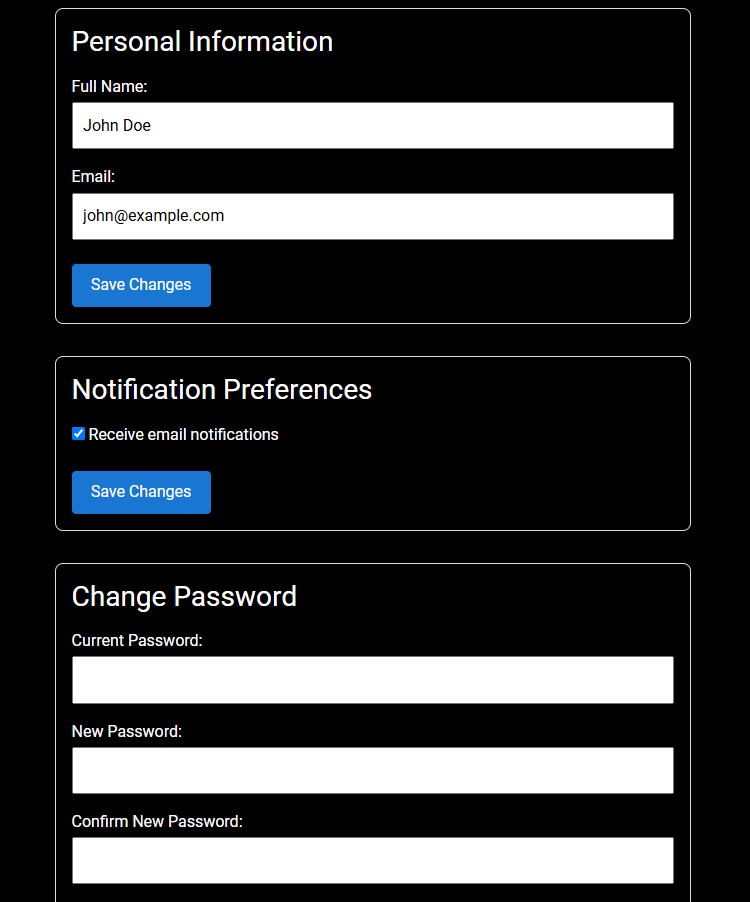 Personal Information
Full Name:
John Doe
Email:
john@example.com
Save Changes
Notification Preferences
Receive email notifications
Save Changes
Change Password
Current Password:
New Password:
Confirm New Password: